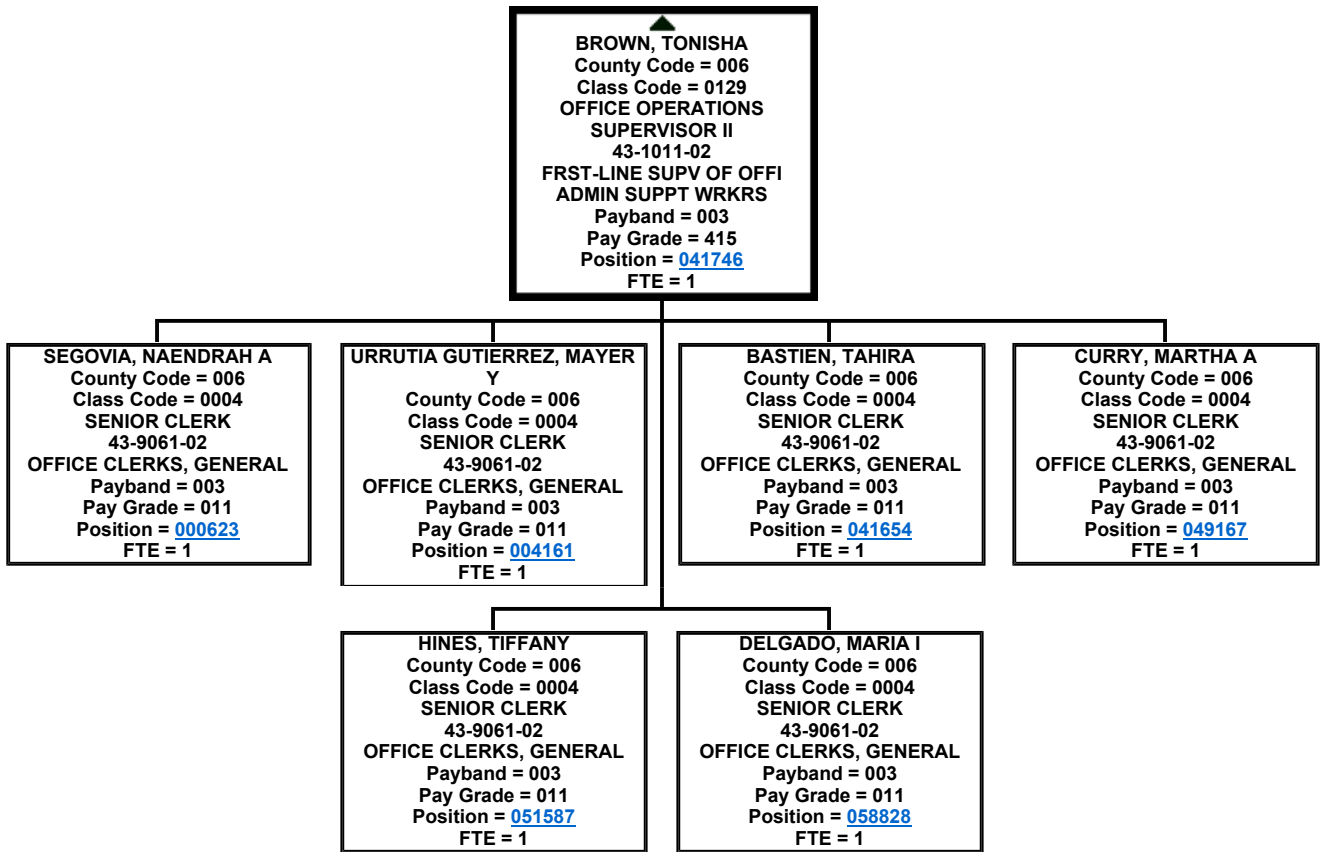 BROWN, TONISHA
County Code = 006
Class Code = 0129
OFFICE OPERATIONS
SUPERVISOR II
43-1011-02
FRST-LINE SUPV OF OFFI
ADMIN SUPPT WRKRS
Payband = 003
Pay Grade = 415
Position = 041746
FTE = 1
SEGOVIA, NAENDRAH A
County Code = 006
Class Code = 0004
SENIOR CLERK
43-9061-02
OFFICE CLERKS, GENERAL
Payband = 003
Pay Grade = 011
Position = 000623
FTE = 1
URRUTIA GUTIERREZ, MAYER
Y
County Code = 006
Class Code = 0004
SENIOR CLERK
43-9061-02
OFFICE CLERKS, GENERAL
Payband = 003
Pay Grade = 011
Position = 004161
FTE = 1
BASTIEN, TAHIRA
County Code = 006
Class Code = 0004
SENIOR CLERK
43-9061-02
OFFICE CLERKS, GENERAL
Payband = 003
Pay Grade = 011
Position = 041654
FTE = 1
CURRY, MARTHA A
County Code = 006
Class Code = 0004
SENIOR CLERK
43-9061-02
OFFICE CLERKS, GENERAL
Payband = 003
Pay Grade = 011
Position = 049167
FTE = 1
HINES, TIFFANY
County Code = 006
Class Code = 0004
SENIOR CLERK
43-9061-02
OFFICE CLERKS, GENERAL
Payband = 003
Pay Grade = 011
Position = 051587
FTE = 1
DELGADO, MARIA I
County Code = 006
Class Code = 0004
SENIOR CLERK
43-9061-02
OFFICE CLERKS, GENERAL
Payband = 003
Pay Grade = 011
Position = 058828
FTE = 1